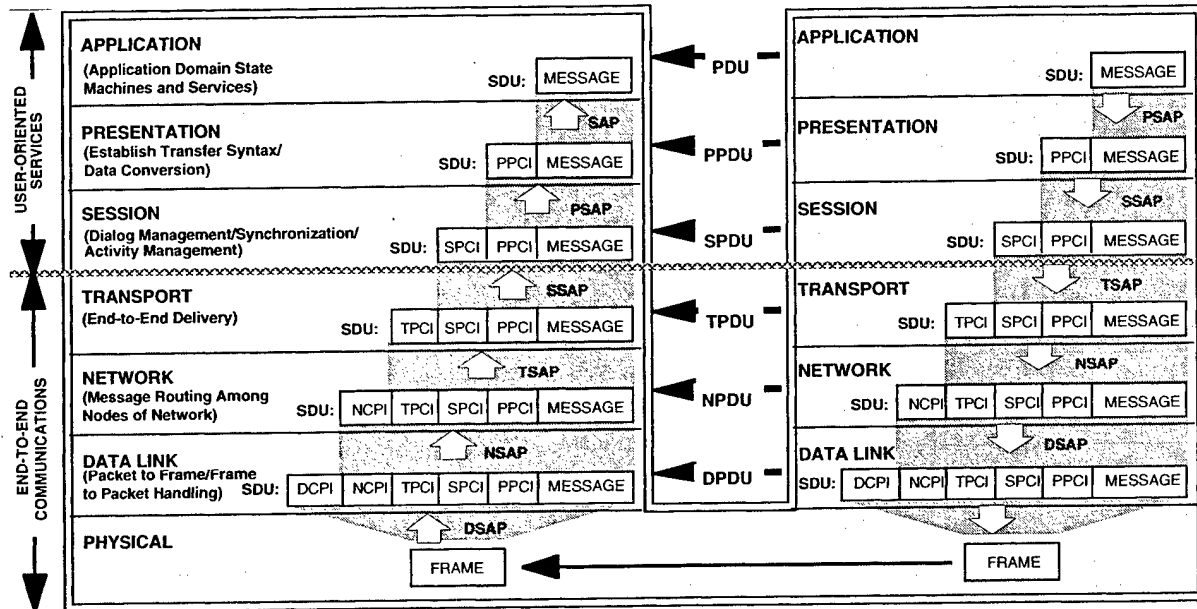 USER-ORIENTED
SERVICES
END-TO-END
COMMUNICATIONS
APPLICATION
(Application Domain State
Machines and Services)
SDU: MESSAGE
SAP
PRESENTATION
(Establish Transfer Syntax/
Data Conversion)
SDU: PPCI MESSAGE
PSAP
SESSION
(Dialog Management/Synchronization/
Activity Management)
SDU: SPCI PPCI MESSAGE
SSAP
TRANSPORT
(End-to-End Delivery)
SDU: TPCI SPCI PPCI MESSAGE
TSAP
NETWORK
(Message Routing Among
Nodes of Network)
SDU: NCPI TPCI SPCI PPCI MESSAGE
NSAP
DATA LINK
(Packet to Frame/Frame
to Packet Handling)
SDU: DCPI NCPI TPCI SPCI PPCI MESSAGE
DSAP
PHYSICAL
FRAME
PDU
PPDU
SPDU
TPDU
NPDU
DPDU
APPLICATION
SDU: MESSAGE
PSAP
PRESENTATION
SDU: PPCI MESSAGE
SSAP
SESSION
SDU: SPCI PPCI MESSAGE
TSAP
TRANSPORT
SDU: TPCI SPCI PPCI MESSAGE
NSAP
NETWORK
SDU: NCPI TPCI SPCI PPCI MESSAGE
DSAP
DATA LINK
SDU: DCPI NCPI TPCI SPCI PPCI MESSAGE
FRAME